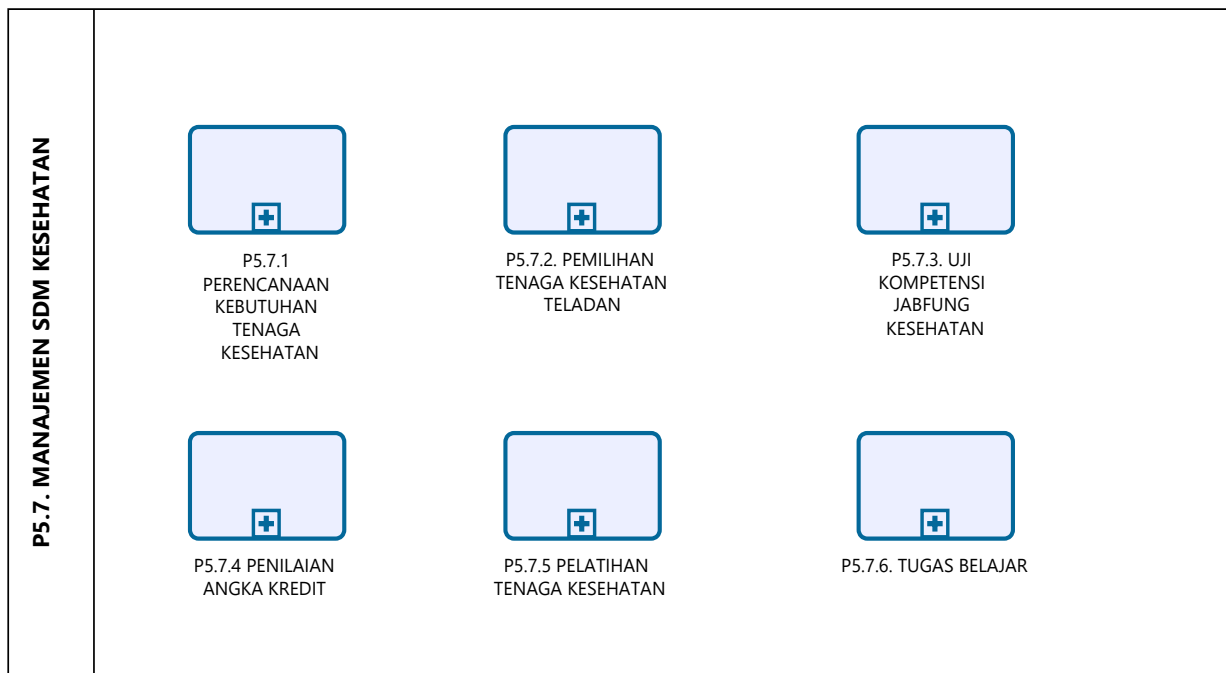 P5.7. MANAJEMEN SDM KESEHATAN
P5.7.1
PERENCANAAN
KEBUTUHAN
TENAGA
KESEHATAN
P5.7.2. PEMILIHAN
TENAGA KESEHATAN
TELADAN
P5.7.3. UJI
KOMPETENSI
JABFUNG
KESEHATAN
P5.7.4 PENILAIAN
ANGKA KREDIT
P5.7.5 PELATIHAN
TENAGA KESEHATAN
P5.7.6. TUGAS BELAJAR